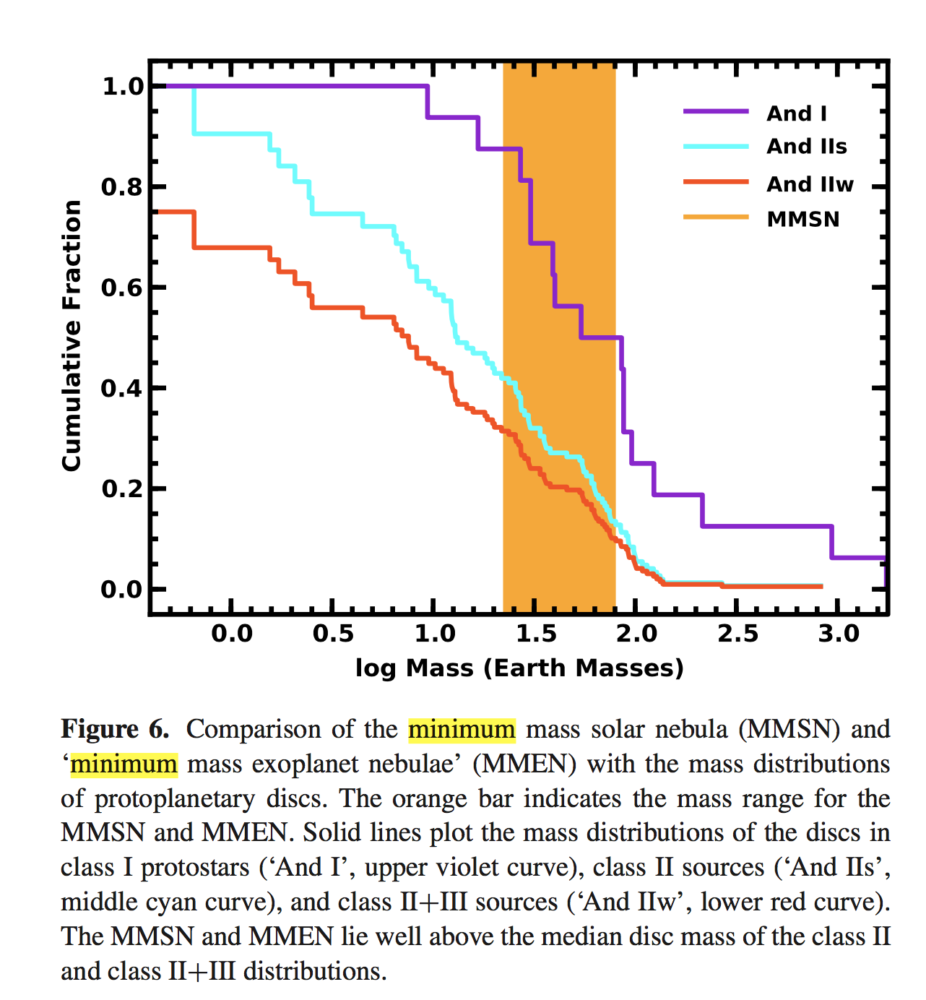 1.0
0.8
0.6
0.4
0.2
0.0
Cumulative Fraction
And I
And IIs
And IIw
MMSN
0.0 0.5 1.0 1.5 2.0 2.5 3.0
log Mass (Earth Masses)
Figure 6. Comparison of the minimum mass solar nebula (MMSN) and
‘minimum mass exoplanet nebulae’ (MMEN) with the mass distributions
of protoplanetary discs. The orange bar indicates the mass range for the
MMSN and MMEN. Solid lines plot the mass distributions of the discs in
class I protostars (‘And I’, upper violet curve), class II sources (‘And IIs’,
middle cyan curve), and class II+III sources (‘And IIw’, lower red curve).
The MMSN and MMEN lie well above the median disc mass of the class II
and class II+III distributions.